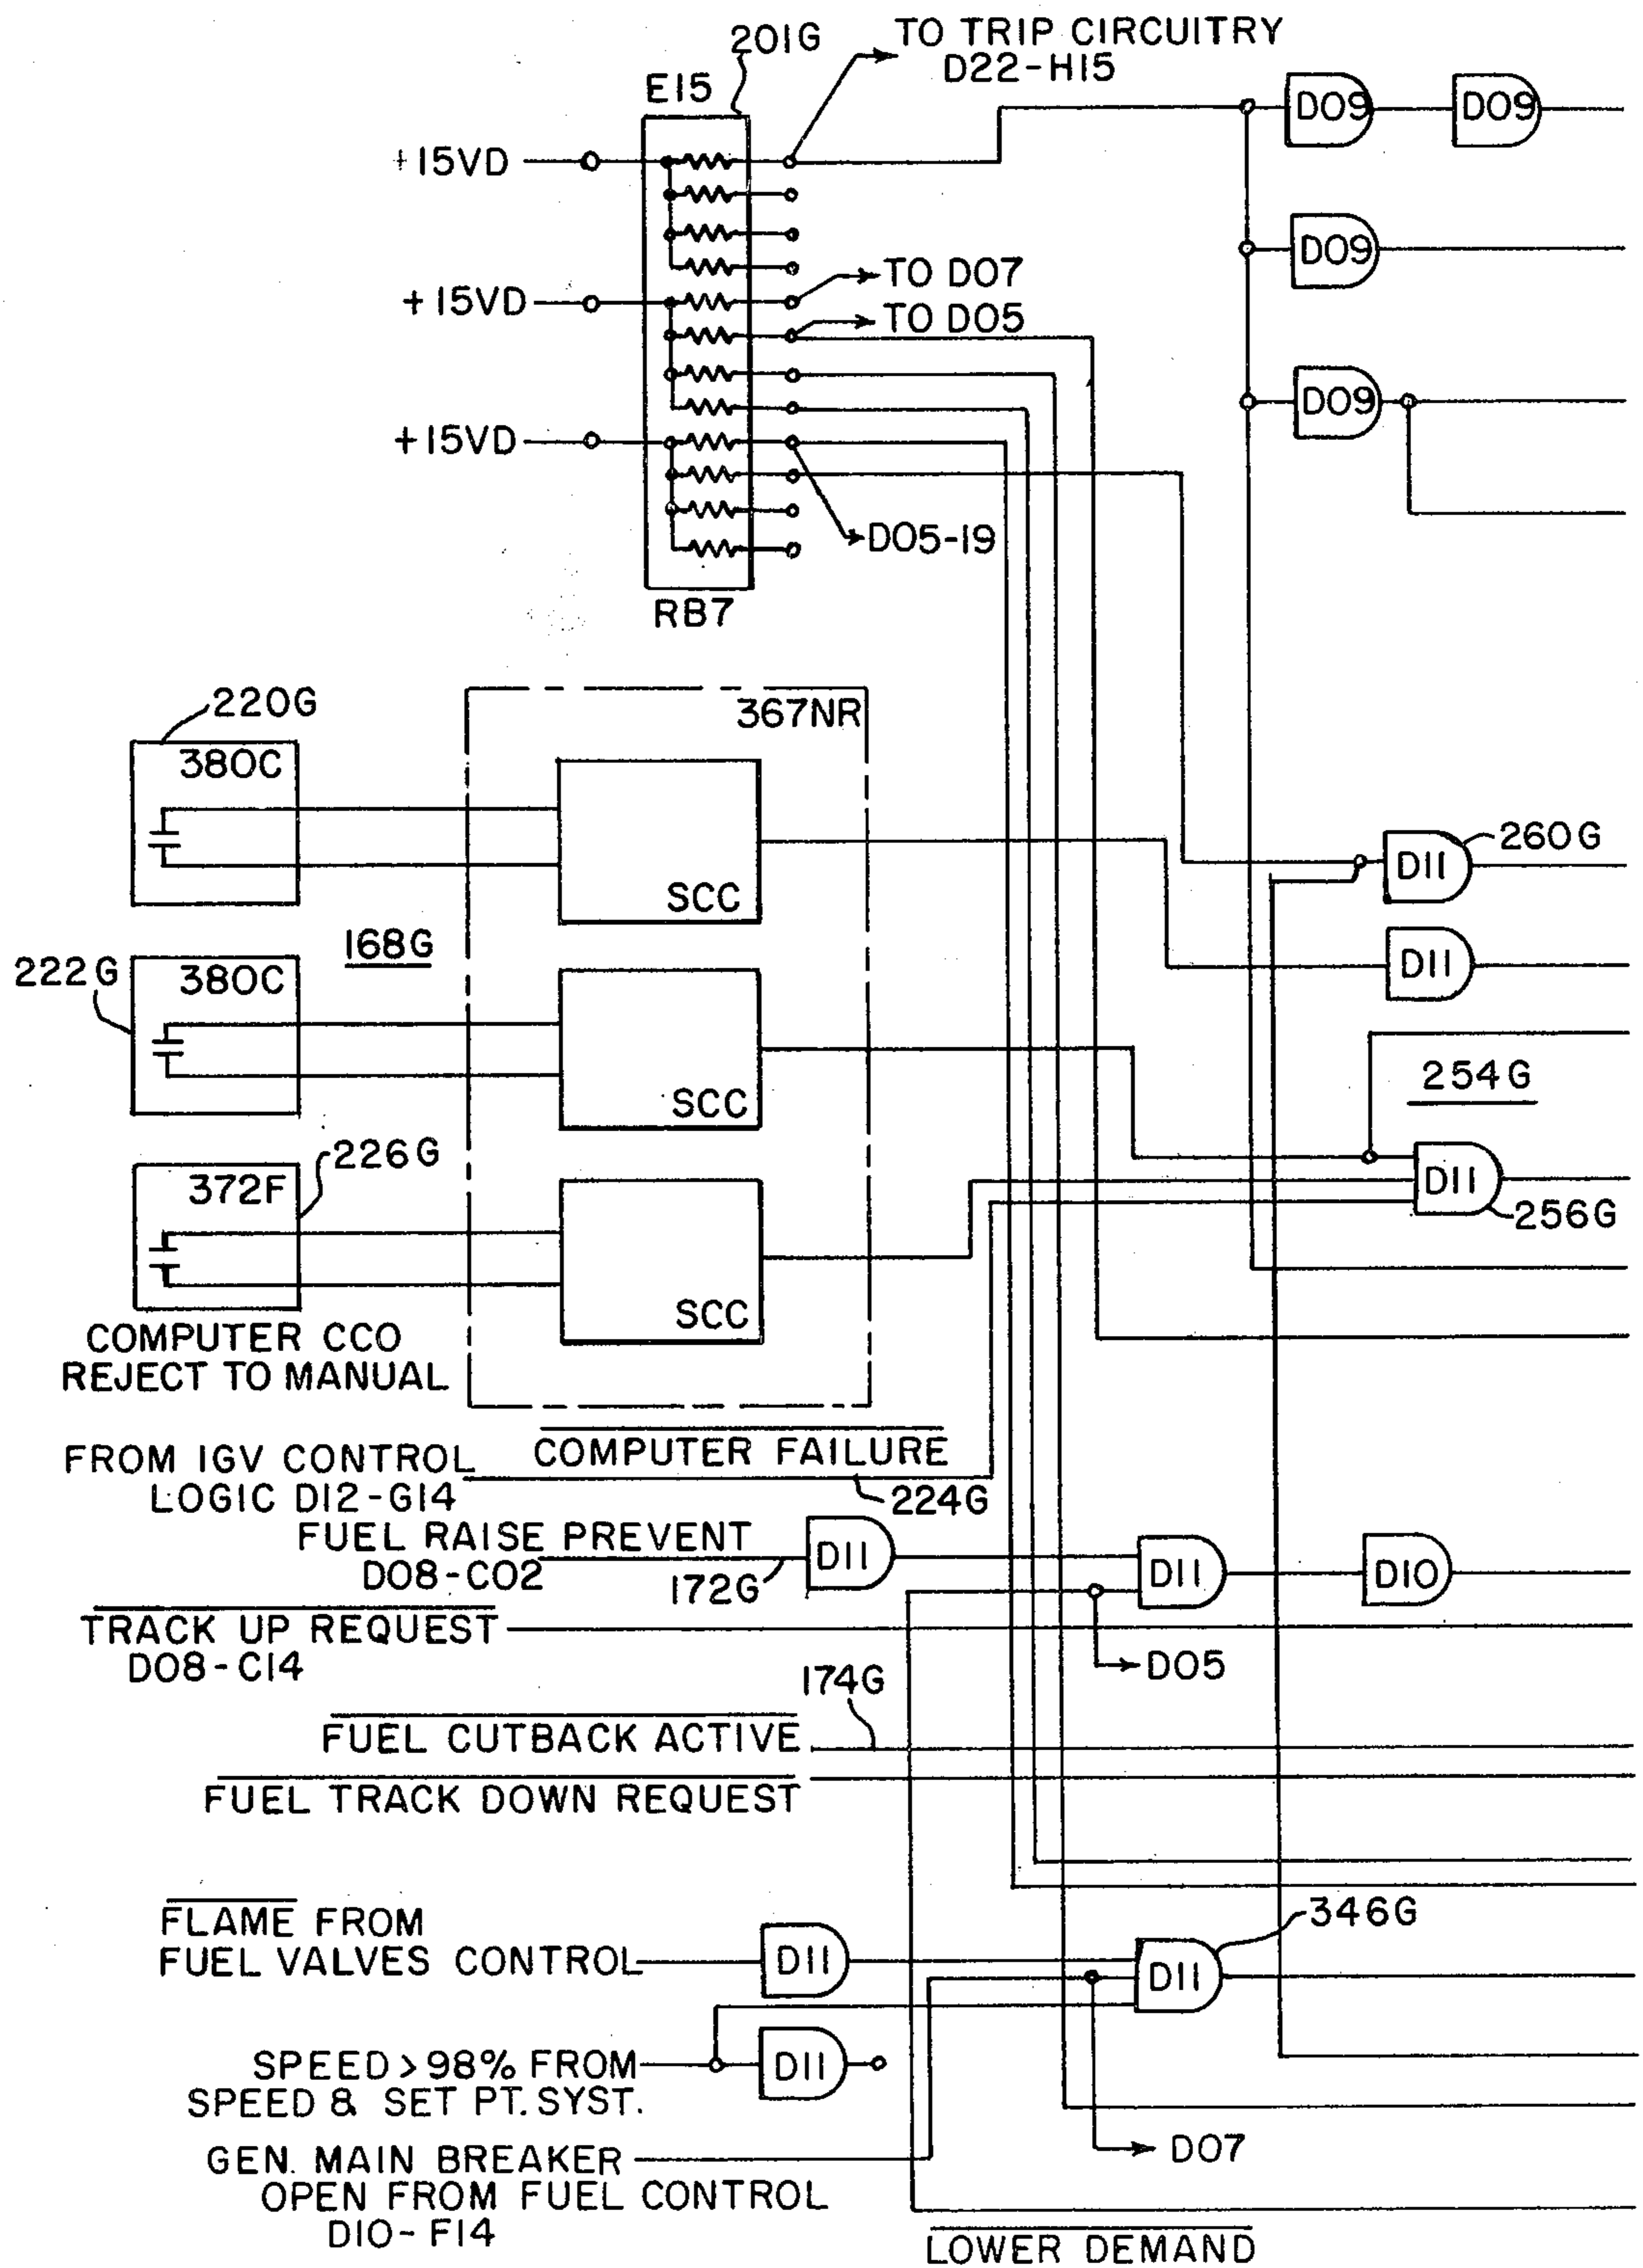 201G
TO TRIP CIRCUITRY
D22-H15
E15
+15VD
D09
D09
D09
TO D07
+15VD
TO D05
D09
+15VD
D05-19
RB7
220G
367NR
380C
260G
D11
SCC
168G
222G
380C
D11
254G
SCC
226G
372F
D11
256G
SCC
COMPUTER CCO
REJECT TO MANUAL
FROM IGV CONTROL
LOGIC D12-G14
COMPUTER FAILURE
224G
FUEL RAISE PREVENT
D08-C02
172G
D11
D11
D10
TRACK UP REQUEST
D08-C14
D05
174G
FUEL CUTBACK ACTIVE
FUEL TRACK DOWN REQUEST
FLAME FROM
FUEL VALVES CONTROL
D11
346G
D11
SPEED > 98% FROM
SPEED & SET PT. SYST.
D11
GEN. MAIN BREAKER
OPEN FROM FUEL CONTROL
D10-F14
D07
LOWER DEMAND